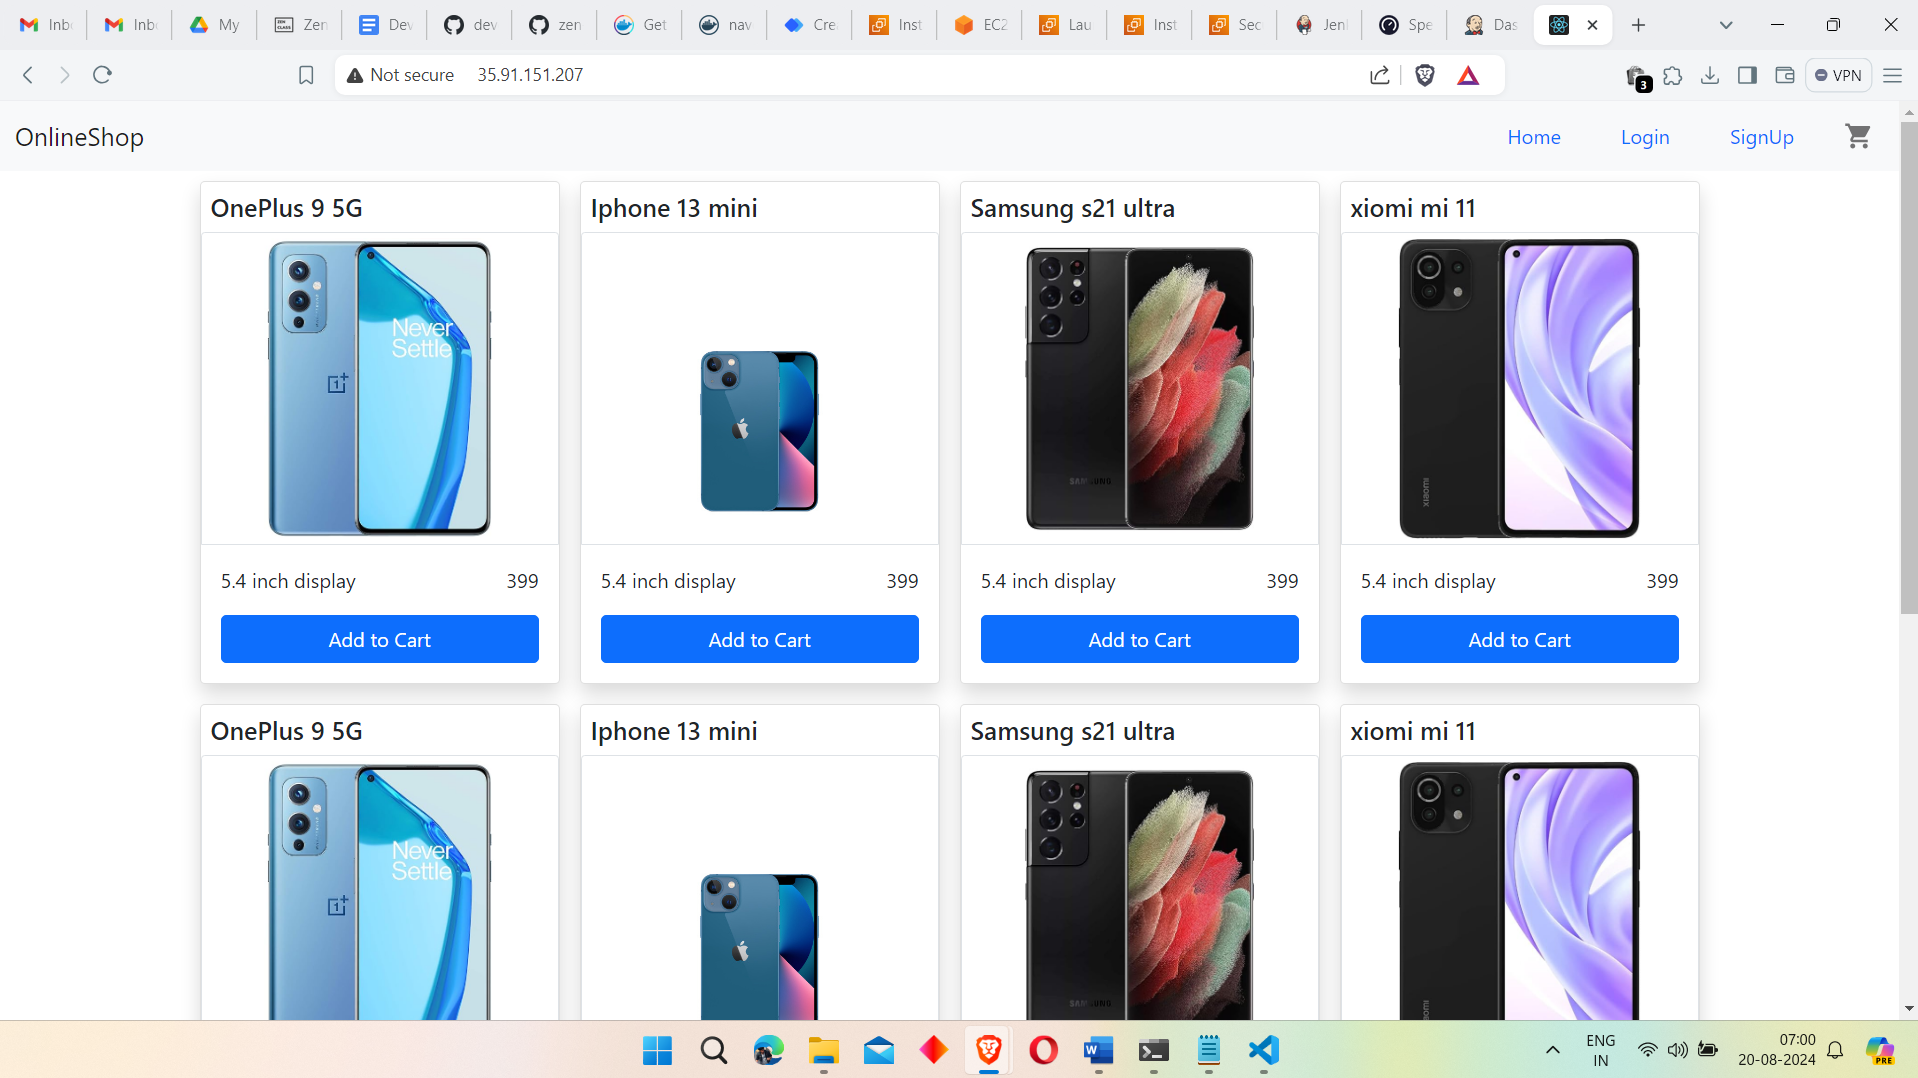 Inbo
Inbo
My
Zen
Dev
dev
zen
Get
nav
Cre
Inst
EC2
Lau
Inst
Sec
Jen
Spe
Das
Not secure 35.91.151.207
3
VPN
OnlineShop
Home
Login
SignUp
OnePlus 9 5G
Iphone 13 mini
Samsung s21 ultra
xiomi mi 11
Never
Settle
SAMSUNG
XIAOMI
5.4 inch display 399
5.4 inch display 399
5.4 inch display 399
5.4 inch display 399
Add to Cart
Add to Cart
Add to Cart
Add to Cart
OnePlus 9 5G
Iphone 13 mini
Samsung s21 ultra
xiomi mi 11
Never
Settle
SAMSUNG
ENG
IN
07:00
20-08-2024
PRE